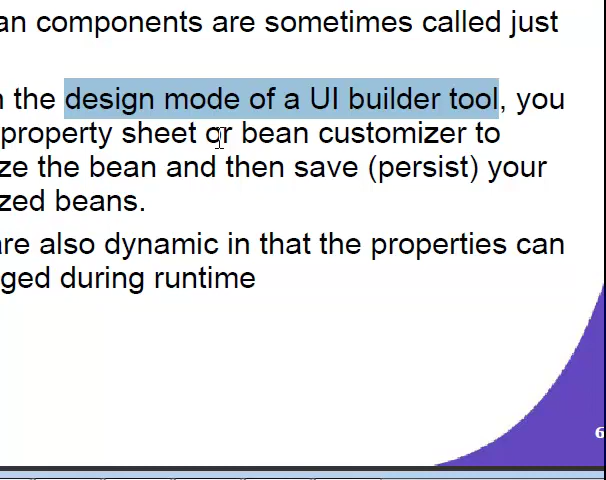 an components are sometimes called just
the design mode of a UI builder tool, you
property sheet or bean customizer to
ze the bean and then save (persist) your
zed beans.
are also dynamic in that the properties can
ged during runtime
6